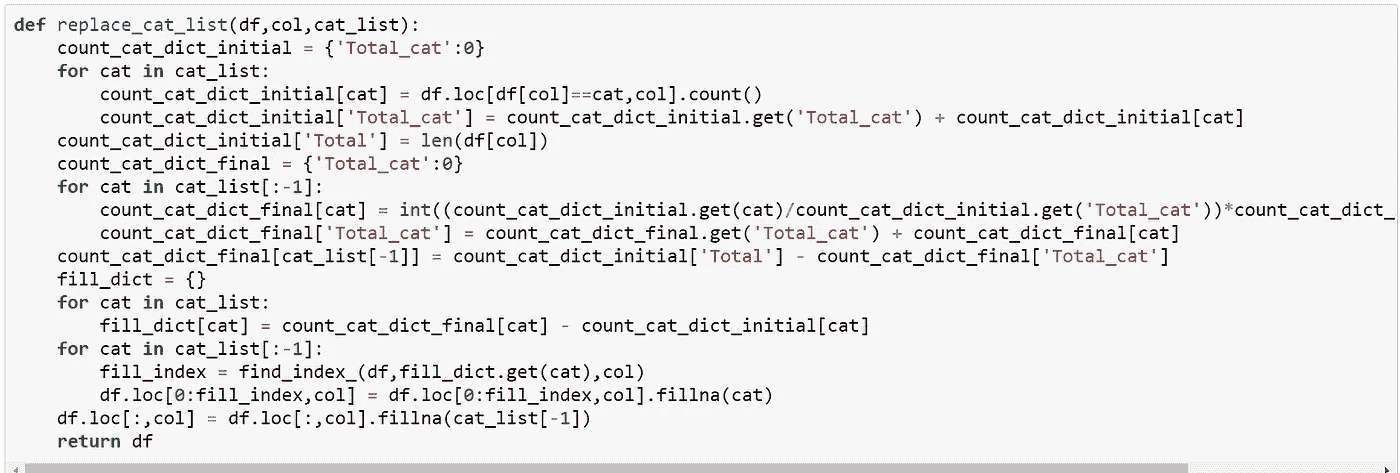 def replace_cat_list(df,col,cat_list):
    count_cat_dict_initial = {'Total_cat':0}
    for cat in cat_list:
        count_cat_dict_initial[cat] = df.loc[df[col]==cat,col].count()
        count_cat_dict_initial['Total_cat'] = count_cat_dict_initial.get('Total_cat') + count_cat_dict_initial[cat]
    count_cat_dict_initial['Total'] = len(df[col])
    count_cat_dict_final = {'Total_cat':0}
    for cat in cat_list[:-1]:
        count_cat_dict_final[cat] = int((count_cat_dict_initial.get(cat)/count_cat_dict_initial.get('Total_cat'))*count_cat_dict_
        count_cat_dict_final['Total_cat'] = count_cat_dict_final.get('Total_cat') + count_cat_dict_final[cat]
    count_cat_dict_final[cat_list[-1]] = count_cat_dict_initial['Total'] - count_cat_dict_final['Total_cat']
    fill_dict = {}
    for cat in cat_list:
        fill_dict[cat] = count_cat_dict_final[cat] - count_cat_dict_initial[cat]
    for cat in cat_list[:-1]:
        fill_index = find_index_(df,fill_dict.get(cat),col)
        df.loc[0:fill_index,col] = df.loc[0:fill_index,col].fillna(cat)
    df.loc[:,col] = df.loc[:,col].fillna(cat_list[-1])
    return df